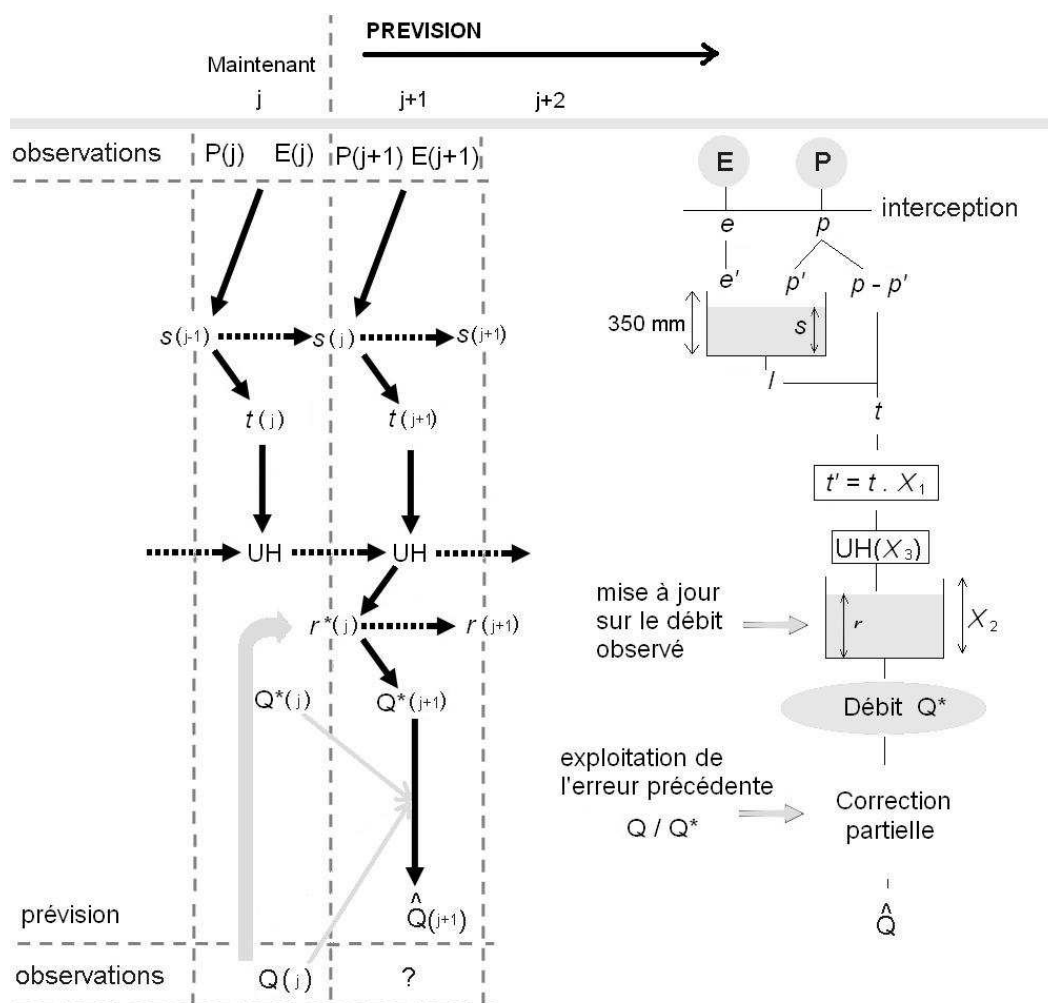 PREVISION
Maintenant
j j+1 j+2
observations P(j) E(j) P(j+1) E(j+1)
s(j-1) s(j) s(j+1)
t(j) t(j+1)
UH UH
r*(j) r(j+1)
Q*(j) Q*(j+1)
prévision Q̂(j+1)
observations Q(j) ?
E P
interception
e p
e' p' p - p'
350 mm s
l
t
t' = t . X₁
UH(X₃)
mise à jour
sur le débit
observé
r X₂
Débit Q*
exploitation de
l'erreur précédente
Q / Q*
Correction
partielle
Q̂